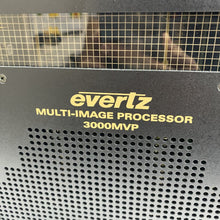 evertz
MULTI-IMAGE PROCESSOR
3000MVP